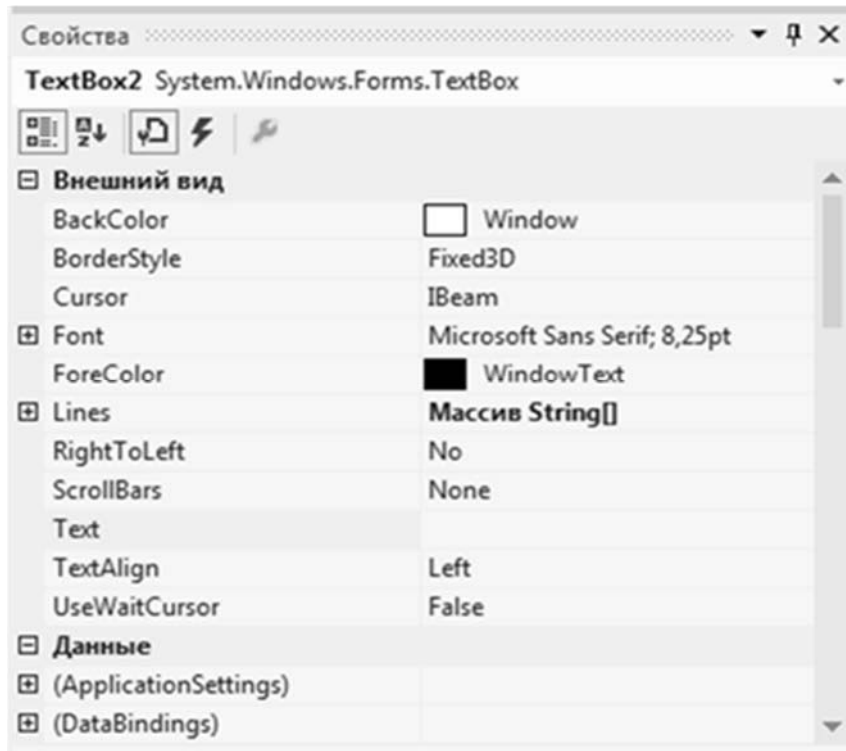 Свойства
TextBox2 System.Windows.Forms.TextBox
Внешний вид
BackColor Window
BorderStyle Fixed3D
Cursor IBeam
Font Microsoft Sans Serif; 8,25pt
ForeColor WindowText
Lines Массив String[]
RightToLeft No
ScrollBars None
Text
TextAlign Left
UseWaitCursor False
Данные
(ApplicationSettings)
(DataBindings)